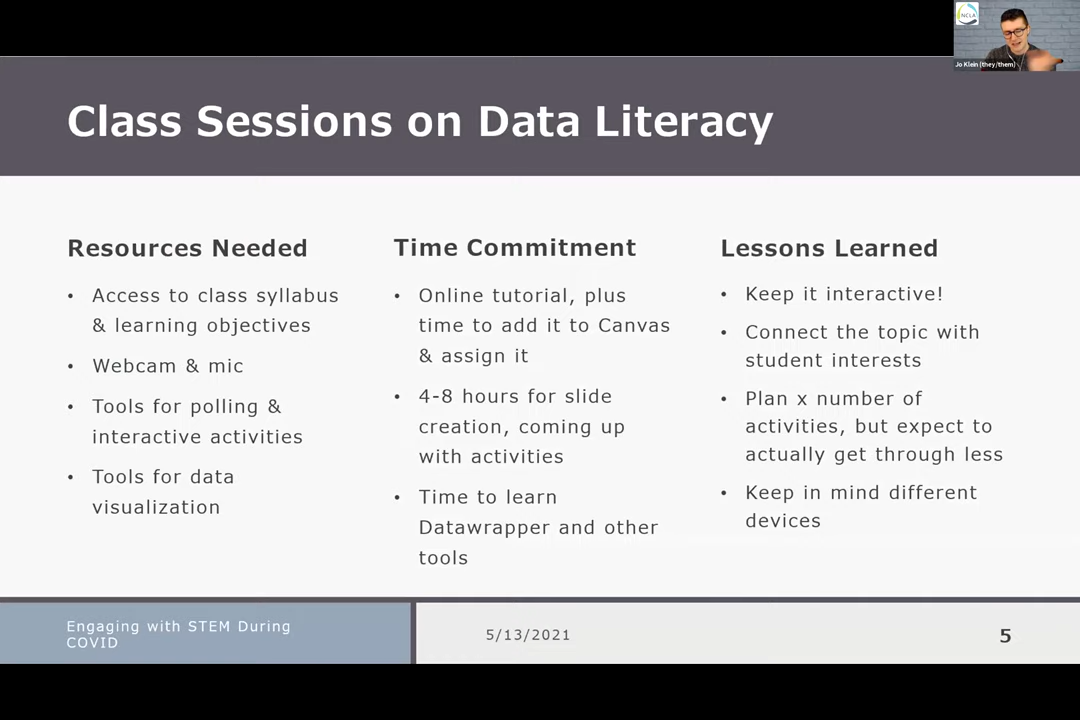 NCLA
Jo Klein (they/them)
Class Sessions on Data Literacy
Resources Needed
• Access to class syllabus
& learning objectives
• Webcam & mic
• Tools for polling &
interactive activities
• Tools for data
visualization
Time Commitment
• Online tutorial, plus
time to add it to Canvas
& assign it
• 4-8 hours for slide
creation, coming up
with activities
• Time to learn
Datawrapper and other
tools
Lessons Learned
• Keep it interactive!
• Connect the topic with
student interests
• Plan x number of
activities, but expect to
actually get through less
• Keep in mind different
devices
Engaging with STEM During
COVID
5/13/2021
5